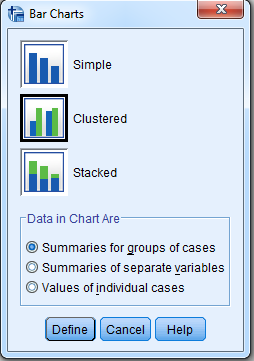 Bar Charts
Simple
Clustered
Stacked
Data in Chart Are
Summaries for groups of cases
Summaries of separate variables
Values of individual cases
Define Cancel Help